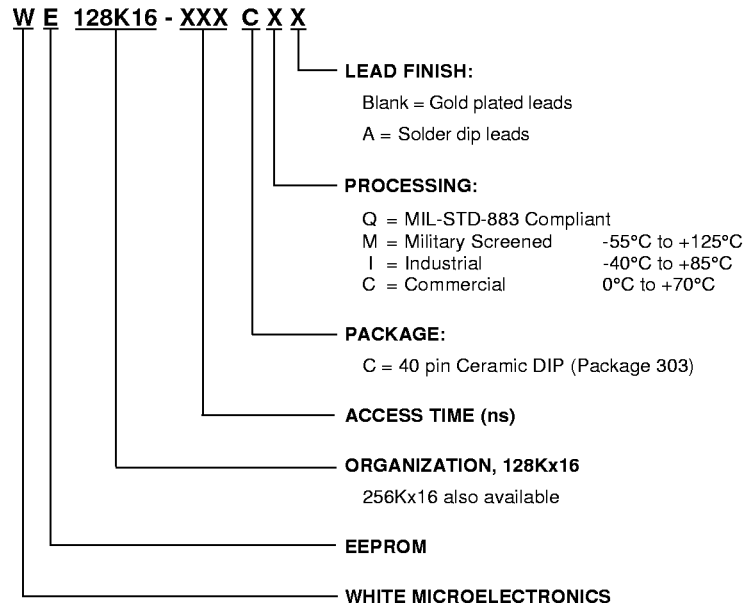 W E 128K16 - XXX C X X
LEAD FINISH:
Blank = Gold plated leads
A = Solder dip leads
PROCESSING:
Q = MIL-STD-883 Compliant
M = Military Screened -55°C to +125°C
I = Industrial -40°C to +85°C
C = Commercial 0°C to +70°C
PACKAGE:
C = 40 pin Ceramic DIP (Package 303)
ACCESS TIME (ns)
ORGANIZATION, 128Kx16
256Kx16 also available
EEPROM
WHITE MICROELECTRONICS